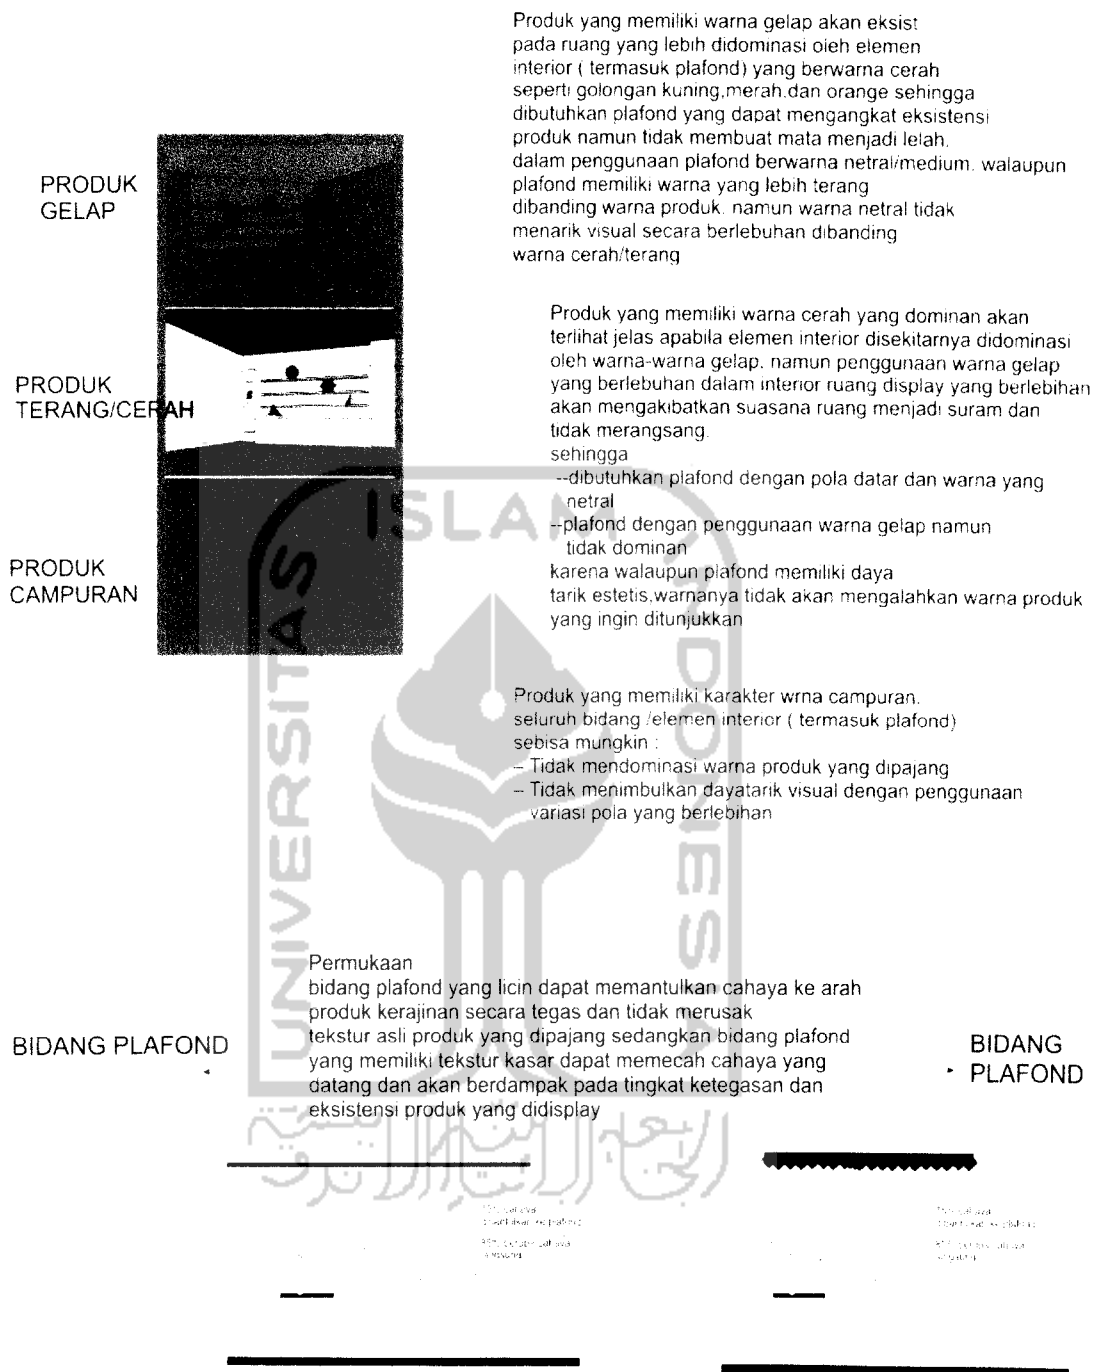 Produk yang memiliki warna gelap akan eksist
pada ruang yang lebih didominasi oieh elemen
interior ( termasuk plafond) yang berwarna cerah
seperti golongan kuning,merah.dan orange sehingga
dibutuhkan plafond yang dapat mengangkat eksistensi
produk namun tidak membuat mata menjadi lelah.
dalam penggunaan plafond berwarna netral/medium. walaupun
plafond memiliki warna yang lebih terang
dibanding warna produk. namun warna netral tidak
menarik visual secara berlebuhan dibanding
warna cerah/terang
PRODUK
GELAP
Produk yang memiliki warna cerah yang dominan akan
terlihat jelas apabila elemen interior disekitarnya didominasi
oleh warna-warna gelap. namun penggunaan warna gelap
yang berlebuhan dalam interior ruang display yang berlebihan
akan mengakibatkan suasana ruang menjadi suram dan
tidak merangsang.
sehingga
--dibutuhkan plafond dengan pola datar dan warna yang
netral
--plafond dengan penggunaan warna gelap namun
tidak dominan
karena walaupun plafond memiliki daya
tarik estetis,warnanya tidak akan mengalahkan warna produk
yang ingin ditunjukkan
PRODUK
TERANG/CERAH
PRODUK
CAMPURAN
Produk yang memiliki karakter wrna campuran.
seluruh bidang /elemen interior ( termasuk plafond)
sebisa mungkin :
– Tidak mendominasi warna produk yang dipajang
– Tidak menimbulkan dayatarik visual dengan penggunaan
variasi pola yang berlebihan
UNIVERSITAS ISLAM INDONESIA
Permukaan
bidang plafond yang licin dapat memantulkan cahaya ke arah
produk kerajinan secara tegas dan tidak merusak
tekstur asli produk yang dipajang sedangkan bidang plafond
yang memiliki tekstur kasar dapat memecah cahaya yang
datang dan akan berdampak pada tingkat ketegasan dan
eksistensi produk yang didisplay
BIDANG PLAFOND
BIDANG
PLAFOND